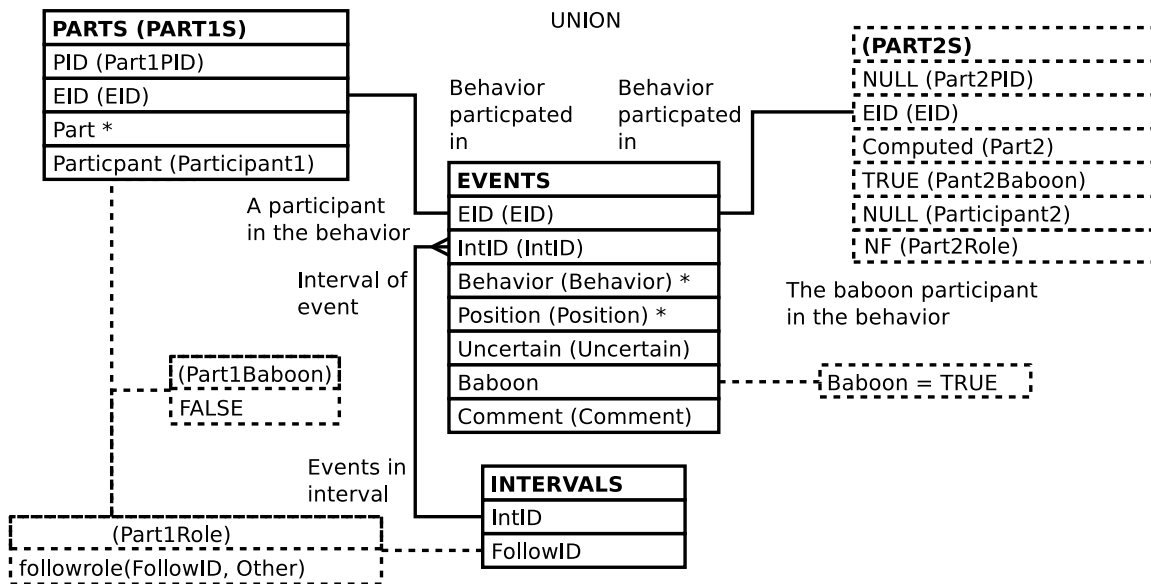 UNION
PARTS (PART1S)
PID (Part1PID)
EID (EID)
Part *
Particpant (Participant1)
(PART2S)
NULL (Part2PID)
EID (EID)
Computed (Part2)
TRUE (Pant2Baboon)
NULL (Participant2)
NF (Part2Role)
Behavior
particpated
in
Behavior
particpated
in
EVENTS
EID (EID)
IntID (IntID)
Behavior (Behavior) *
Position (Position) *
Uncertain (Uncertain)
Baboon
Comment (Comment)
A participant
in the behavior
Interval of
event
The baboon participant
in the behavior
(Part1Baboon)
FALSE
Baboon = TRUE
Events in
interval
INTERVALS
IntID
FollowID
(Part1Role)
followrole(FollowID, Other)